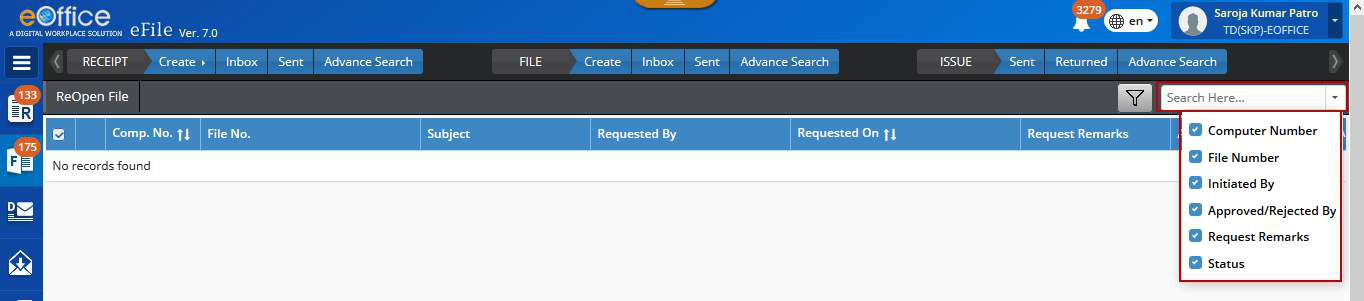 eOffice
A DIGITAL WORKPLACE SOLUTION
eFile Ver. 7.0
3279
en
Saroja Kumar Patro
TD(SKP)-EOFFICE
RECEIPT Create Inbox Sent Advance Search FILE Create Inbox Sent Advance Search ISSUE Sent Returned Advance Search
133
R
ReOpen File
Search Here...
Comp. No. File No. Subject Requested By Requested On Request Remarks
175
F
No records found
D
Computer Number
File Number
Initiated By
Approved/Rejected By
Request Remarks
Status